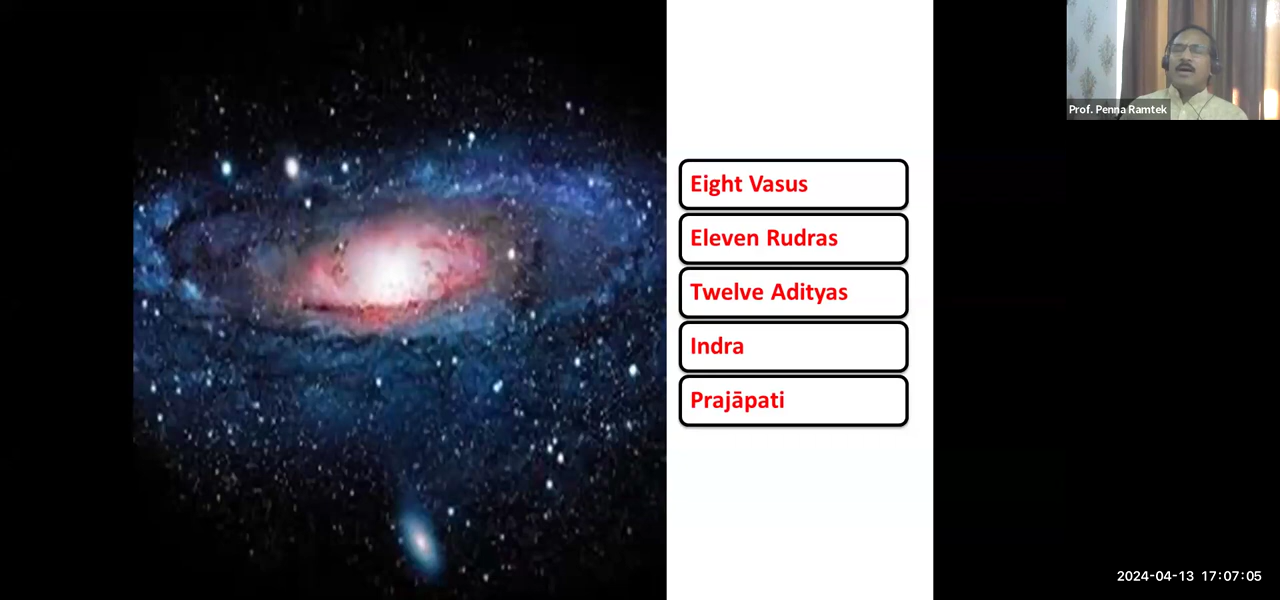 Prof. Penna Ramtek
Eight Vasus
Eleven Rudras
Twelve Adityas
Indra
Prajāpati
2024-04-13 17:07:05